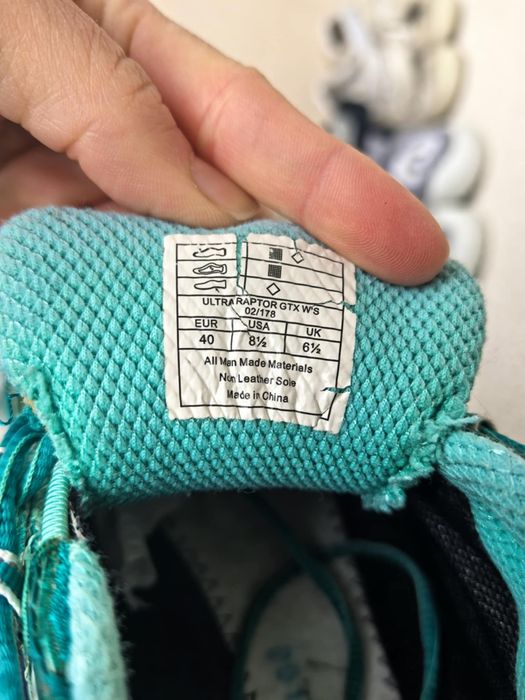 ULTRA RAPTOR GTX W'S
02/178
EUR USA UK
40 8½ 6½
All Man Made Materials
Non Leather Sole
Made in China